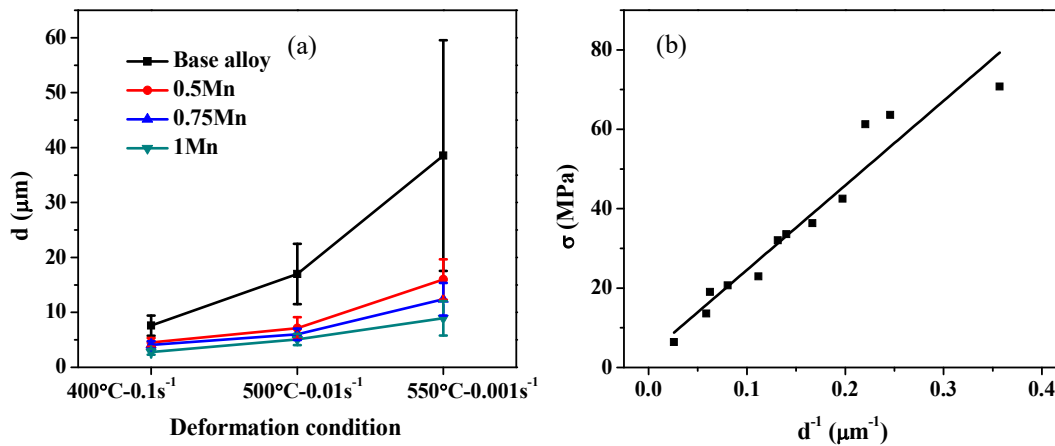 (a)
Base alloy
0.5Mn
0.75Mn
1Mn
60
50
40
30
20
10
0
d (μm)
400°C-0.1s⁻¹ 500°C-0.01s⁻¹ 550°C-0.001s⁻¹
Deformation condition
(b)
80
60
40
20
0
σ (MPa)
0.0 0.1 0.2 0.3 0.4
d⁻¹ (μm⁻¹)